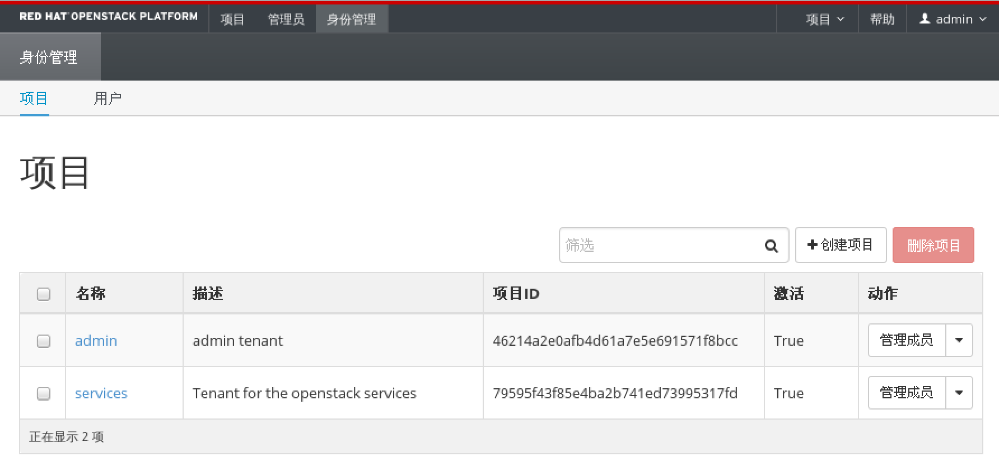 RED HAT OPENSTACK PLATFORM 项目 管理员 身份管理 项目 帮助 admin
身份管理
项目 用户
项目
筛选 创建项目 删除项目
名称 描述 项目ID 激活 动作
admin admin tenant 46214a2e0afb4d61a7e5e691571f8bcc True 管理成员
services Tenant for the openstack services 79595f43f85e4ba2b741ed73995317fd True 管理成员
正在显示 2 项